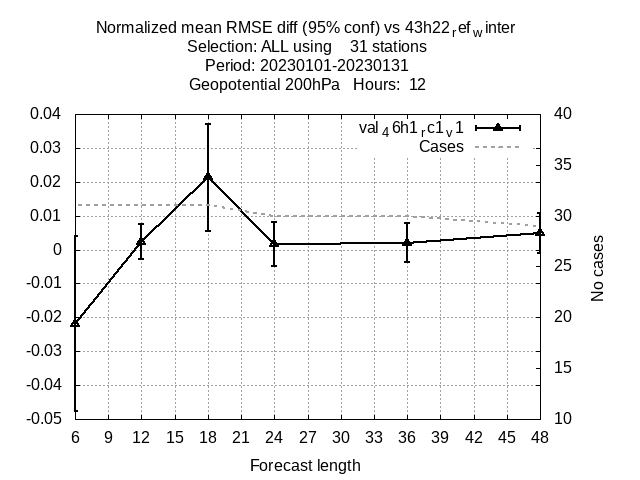 Normalized mean RMSE diff (95% conf) vs 43h22refwinter
Selection: ALL using 31 stations
Period: 20230101-20230131
Geopotential 200hPa Hours: 12
val46h1rc1v1
Cases
0.04
0.03
0.02
0.01
0
-0.01
-0.02
-0.03
-0.04
-0.05
40
35
30
25
20
15
10
No cases
6 9 12 15 18 21 24 27 30 33 36 39 42 45 48
Forecast length